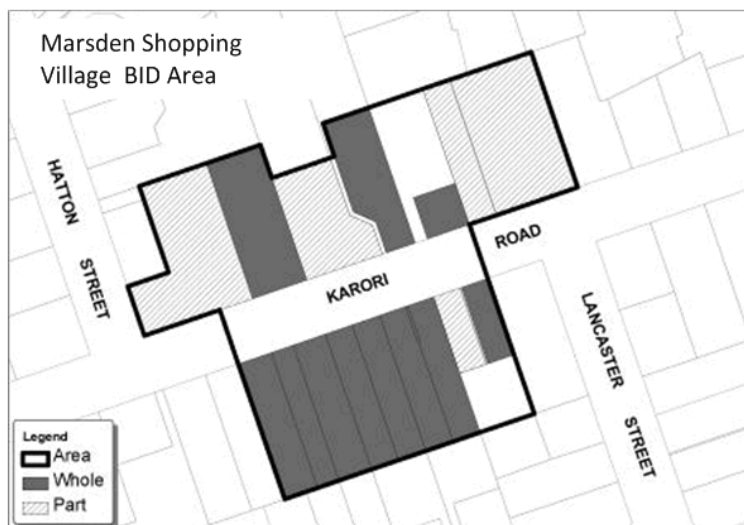 Marsden Shopping
Village BID Area
HATTON
STREET
KARORI
ROAD
LANCASTER
STREET
Legend
Area
Whole
Part